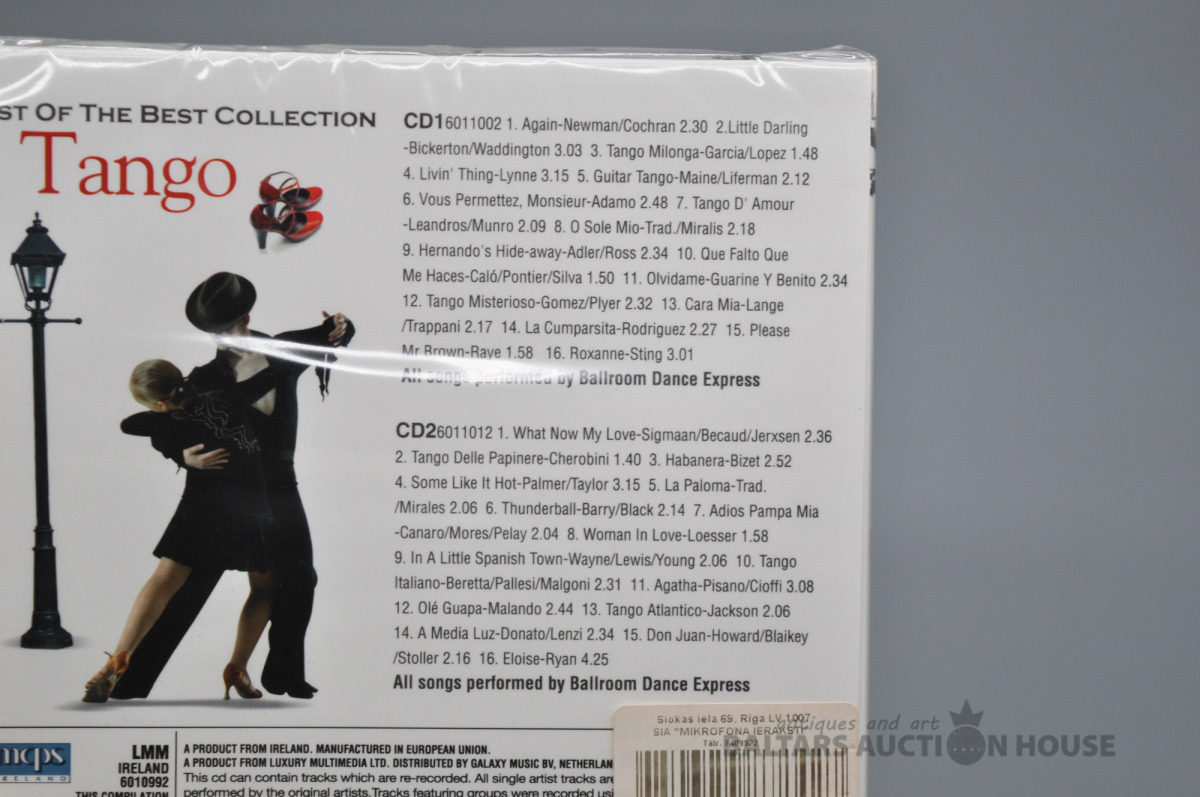 ST OF THE BEST COLLECTION
Tango
CD1 6011002 1. Again-Newman/Cochran 2.30 2.Little Darling
-Bickerton/Waddington 3.03 3. Tango Milonga-Garcia/Lopez 1.48
4. Livin' Thing-Lynne 3.15 5. Guitar Tango-Maine/Liferman 2.12
6. Vous Permettez, Monsieur-Adamo 2.48 7. Tango D' Amour
-Leandros/Munro 2.09 8. O Sole Mio-Trad./Miralis 2.18
9. Hernando's Hide-away-Adler/Ross 2.34 10. Que Falto Que
Me Haces-Caló/Pontier/Silva 1.50 11. Olvidame-Guarine Y Benito 2.34
12. Tango Misterioso-Gomez/Plyer 2.32 13. Cara Mia-Lange
/Trappani 2.17 14. La Cumparsita-Rodriguez 2.27 15. Please
Mr Brown-Raye 1.58 16. Roxanne-Sting 3.01
All songs performed by Ballroom Dance Express
CD2 6011012 1. What Now My Love-Sigmaan/Becaud/Jerxsen 2.36
2. Tango Delle Papinere-Cherobini 1.40 3. Habanera-Bizet 2.52
4. Some Like It Hot-Palmer/Taylor 3.15 5. La Paloma-Trad.
/Mirales 2.06 6. Thunderball-Barry/Black 2.14 7. Adios Pampa Mia
-Canaro/Mores/Pelay 2.04 8. Woman In Love-Loesser 1.58
9. In A Little Spanish Town-Wayne/Lewis/Young 2.06 10. Tango
Italiano-Beretta/Pallesi/Malgoni 2.31 11. Agatha-Pisano/Cioffi 3.08
12. Olé Guapa-Malando 2.44 13. Tango Atlantico-Jackson 2.06
14. A Media Luz-Donato/Lenzi 2.34 15. Don Juan-Howard/Blaikey
/Stoller 2.16 16. Eloise-Ryan 4.25
All songs performed by Ballroom Dance Express
mcps
IRELAND
LMM
IRELAND
6010992
THIS COMPILATION
A PRODUCT FROM IRELAND. MANUFACTURED IN EUROPEAN UNION.
A PRODUCT FROM LUXURY MULTIMEDIA LTD. DISTRIBUTED BY GALAXY MUSIC BV, NETHERLAN
This cd can contain tracks which are re-recorded. All single artist tracks are
performed by the original artists.Tracks featuring groups were recorded usi
Slokas iela 69, Rīga LV 1007
SIA "MIKROFONA IERAKSTI"
Tālr.
antiques and art
BALTARS AUCTION HOUSE